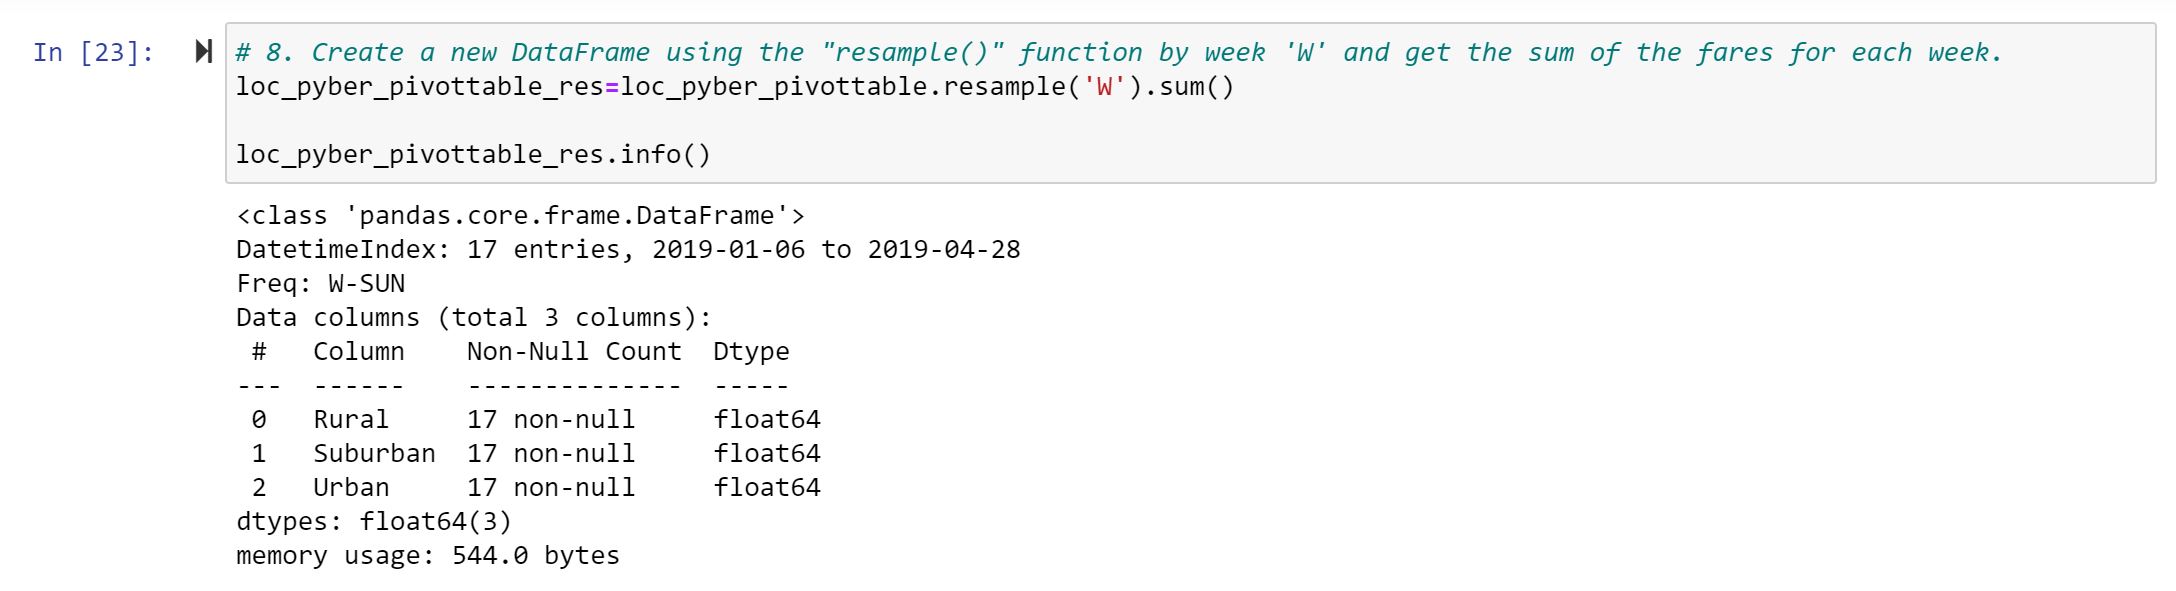 In [23]: # 8. Create a new DataFrame using the "resample()" function by week 'W' and get the sum of the fares for each week.
loc_pyber_pivottable_res=loc_pyber_pivottable.resample('W').sum()
loc_pyber_pivottable_res.info()
<class 'pandas.core.frame.DataFrame'>
DatetimeIndex: 17 entries, 2019-01-06 to 2019-04-28
Freq: W-SUN
Data columns (total 3 columns):
 #   Column    Non-Null Count  Dtype
---  ------    --------------  -----
 0   Rural     17 non-null     float64
 1   Suburban  17 non-null     float64
 2   Urban     17 non-null     float64
dtypes: float64(3)
memory usage: 544.0 bytes